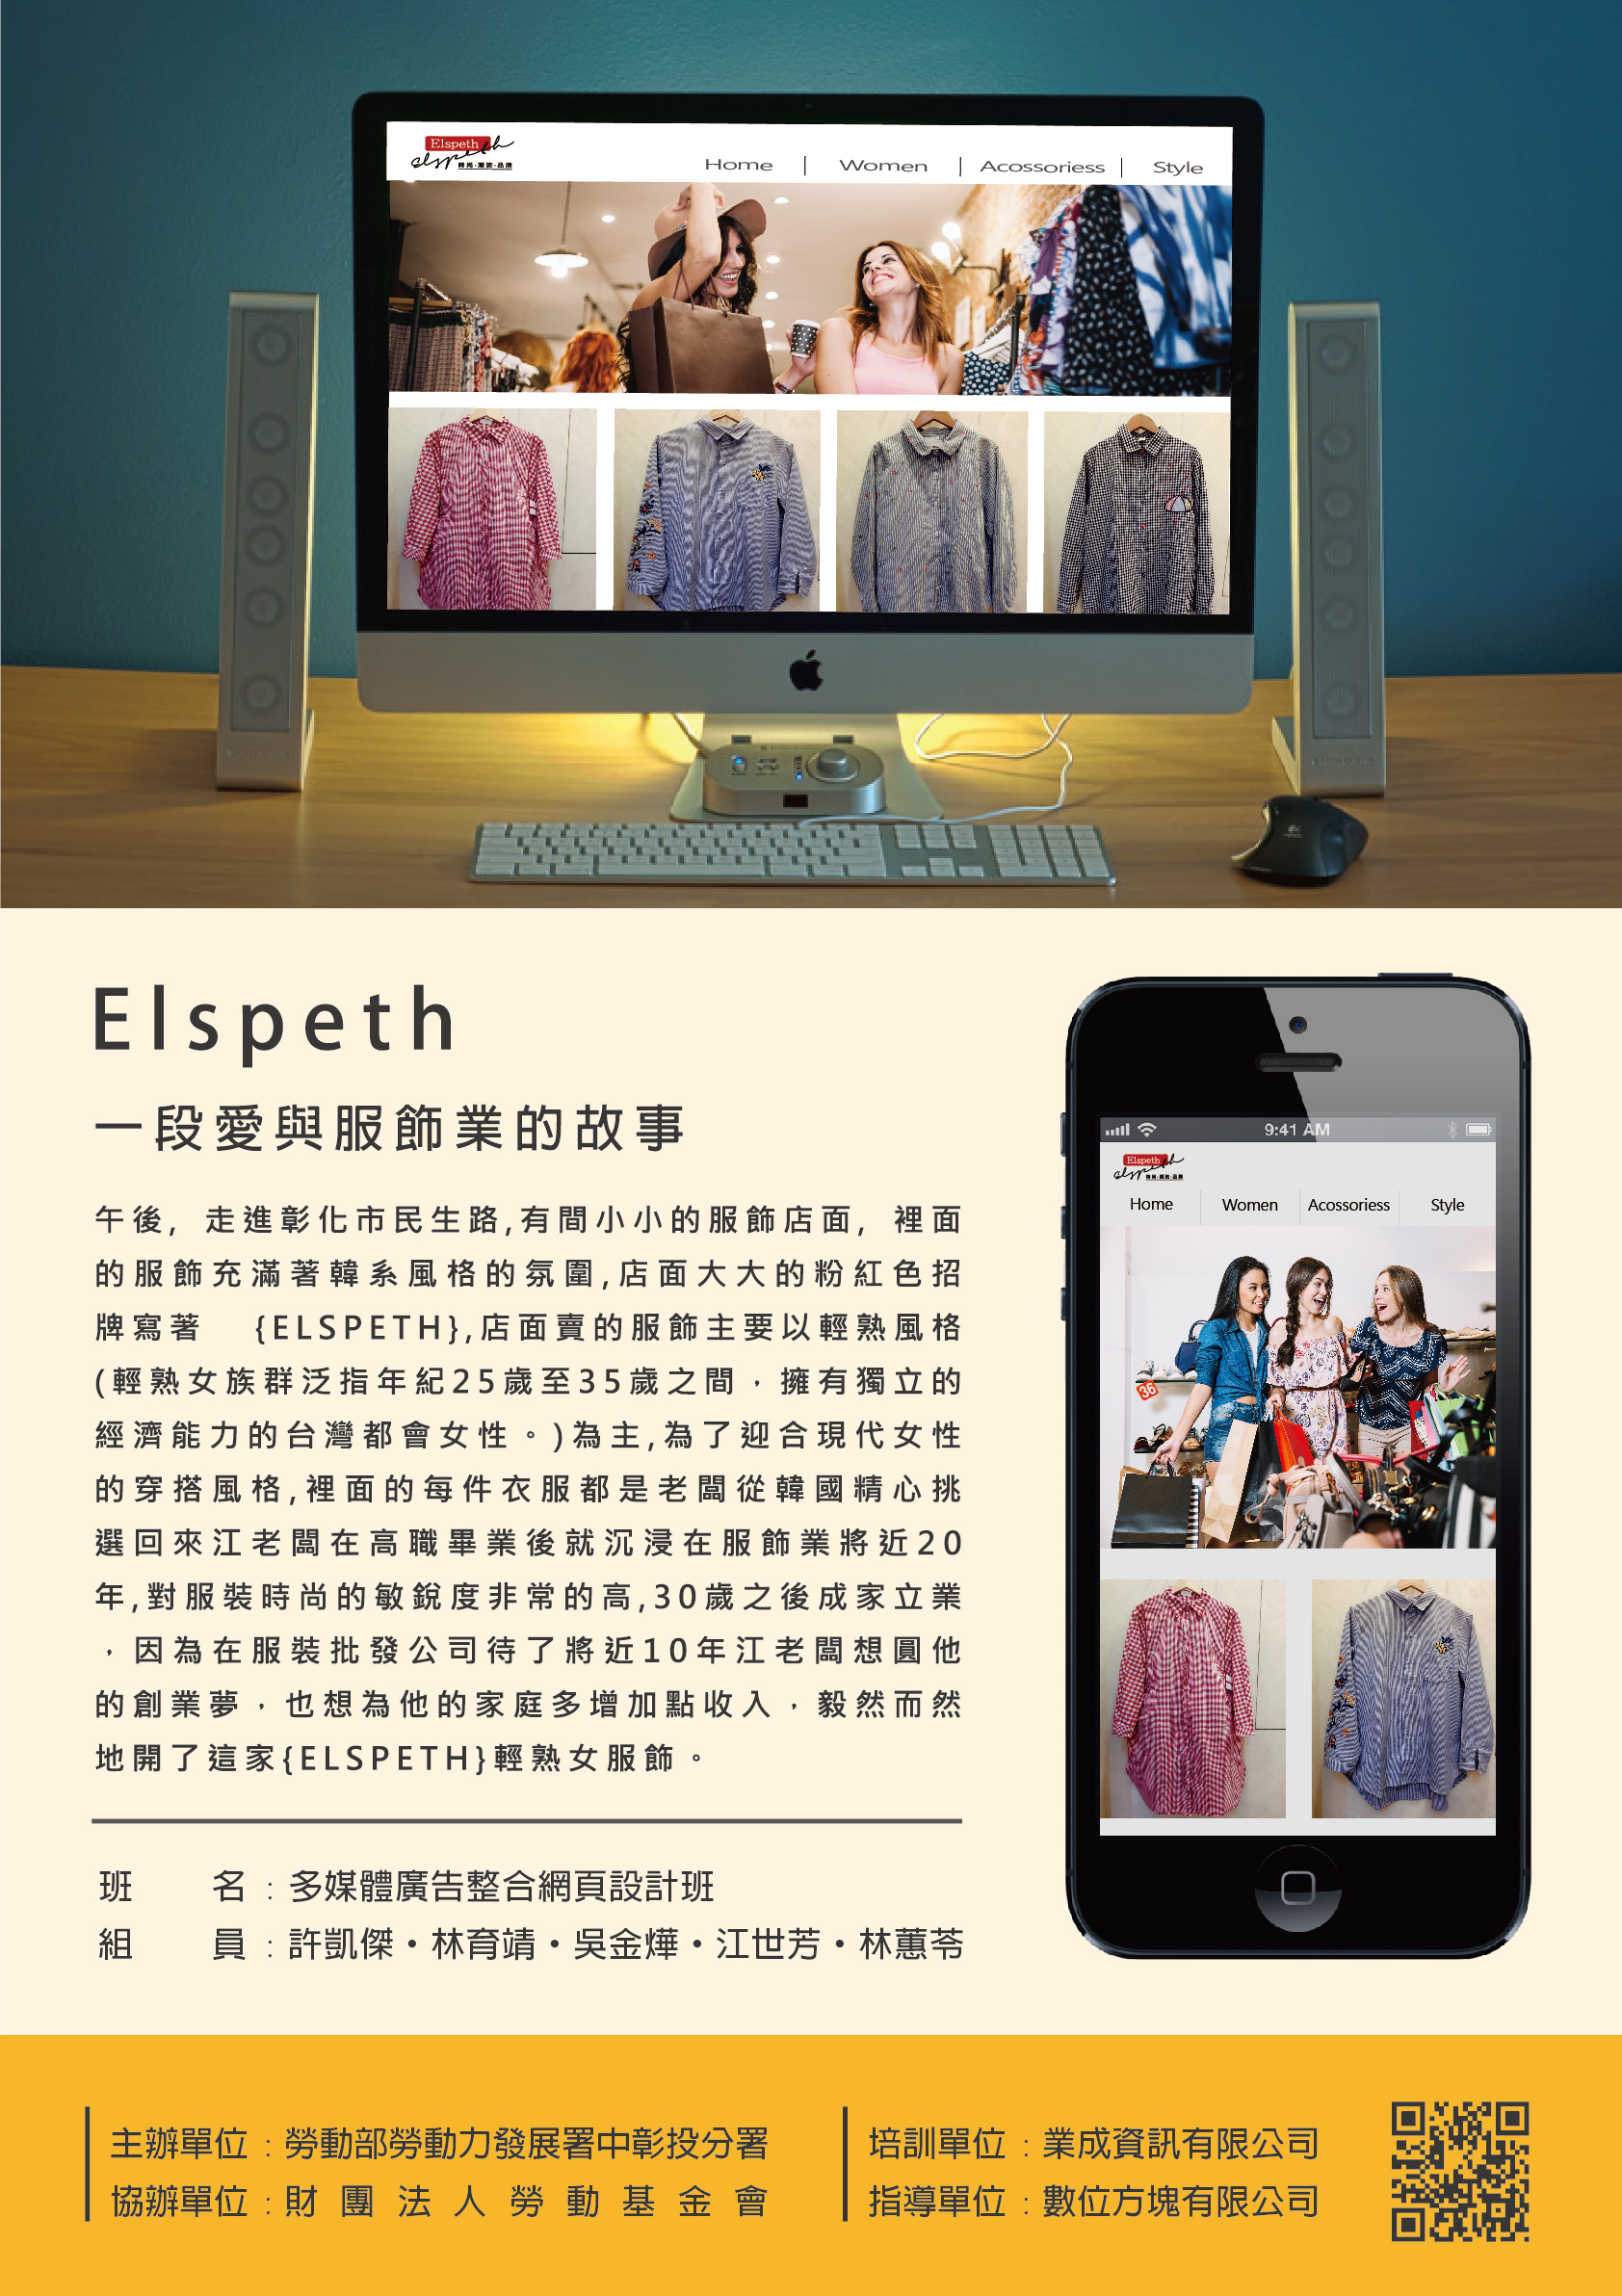 Elspeth
elspeth
時尚·潮流·品牌
Home | Women | Acossoriess | Style
Elspeth
一段愛與服飾業的故事
午後, 走進彰化市民生路,有間小小的服飾店面, 裡面
的服飾充滿著韓系風格的氛圍,店面大大的粉紅色招
牌寫著 {ELSPETH},店面賣的服飾主要以輕熟風格
(輕熟女族群泛指年紀25歲至35歲之間，擁有獨立的
經濟能力的台灣都會女性。)為主,為了迎合現代女性
的穿搭風格,裡面的每件衣服都是老闆從韓國精心挑
選回來江老闆在高職畢業後就沉浸在服飾業將近20
年,對服裝時尚的敏銳度非常的高,30歲之後成家立業
，因為在服裝批發公司待了將近10年江老闆想圓他
的創業夢，也想為他的家庭多增加點收入，毅然而然
地開了這家{ELSPETH}輕熟女服飾。
9:41 AM
Elspeth
elspeth
時尚·潮流·品牌
Home Women Acossoriess Style
36
班 名：多媒體廣告整合網頁設計班
組 員：許凱傑•林育靖•吳金燁•江世芳•林蕙苓
主辦單位：勞動部勞動力發展署中彰投分署
協辦單位：財團法人勞動基金會
培訓單位：業成資訊有限公司
指導單位：數位方塊有限公司